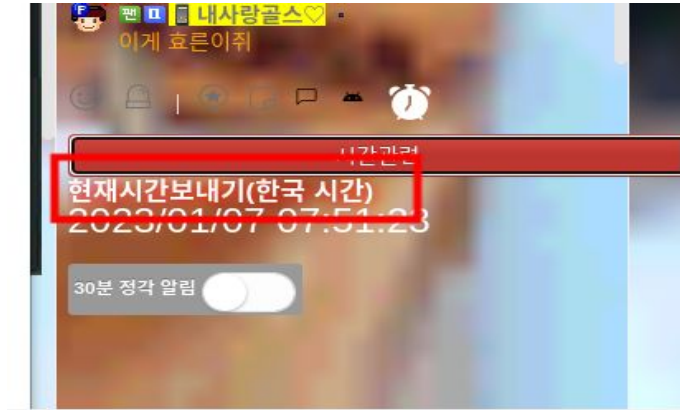 F 팬 내사랑골스♡
이게 효른이쥐
시간관련
현재시간보내기(한국 시간)
2023/01/07 07:51:23
30분 정각 알림